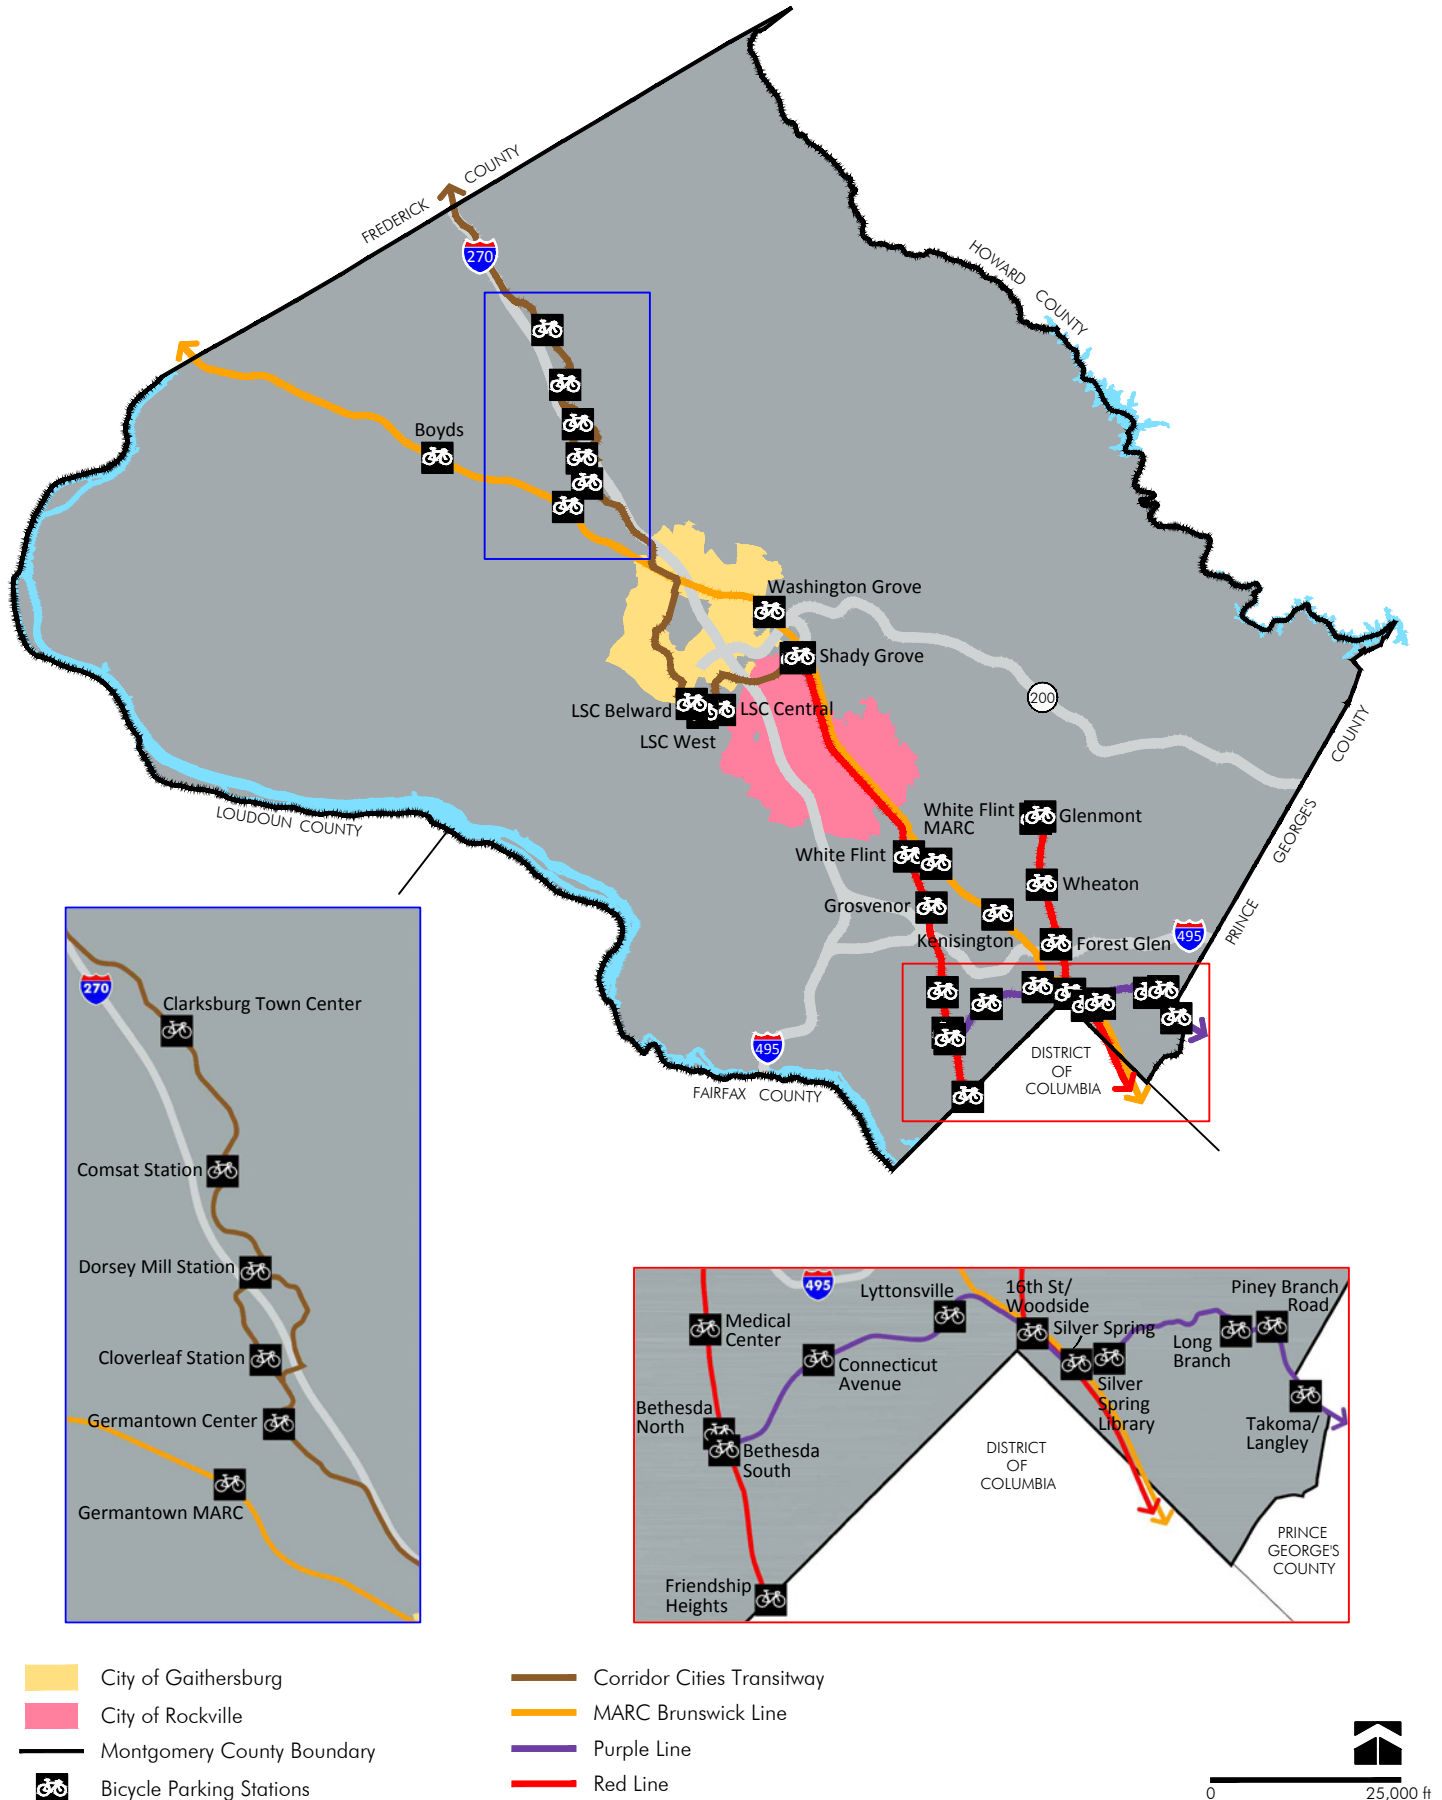 FREDERICK COUNTY
270
HOWARD COUNTY
Boyds
Washington Grove
Shady Grove
200
LSC Belward
LSC Central
LSC West
LOUDOUN COUNTY
PRINCE GEORGE'S COUNTY
White Flint
MARC
Glenmont
White Flint
Wheaton
Grosvenor
Kenisington
Forest Glen
495
495
DISTRICT
OF
COLUMBIA
FAIRFAX COUNTY
270
Clarksburg Town Center
Comsat Station
Dorsey Mill Station
Cloverleaf Station
Germantown Center
Germantown MARC
495
Lyttonsville
16th St/
Woodside
Piney Branch
Road
Medical
Center
Silver Spring
Long
Branch
Connecticut
Avenue
Silver
Spring
Library
Bethesda
North
Bethesda
South
Takoma/
Langley
DISTRICT
OF
COLUMBIA
PRINCE
GEORGE'S
COUNTY
Friendship
Heights
City of Gaithersburg
City of Rockville
Montgomery County Boundary
Bicycle Parking Stations
Corridor Cities Transitway
MARC Brunswick Line
Purple Line
Red Line
0 25,000 ft